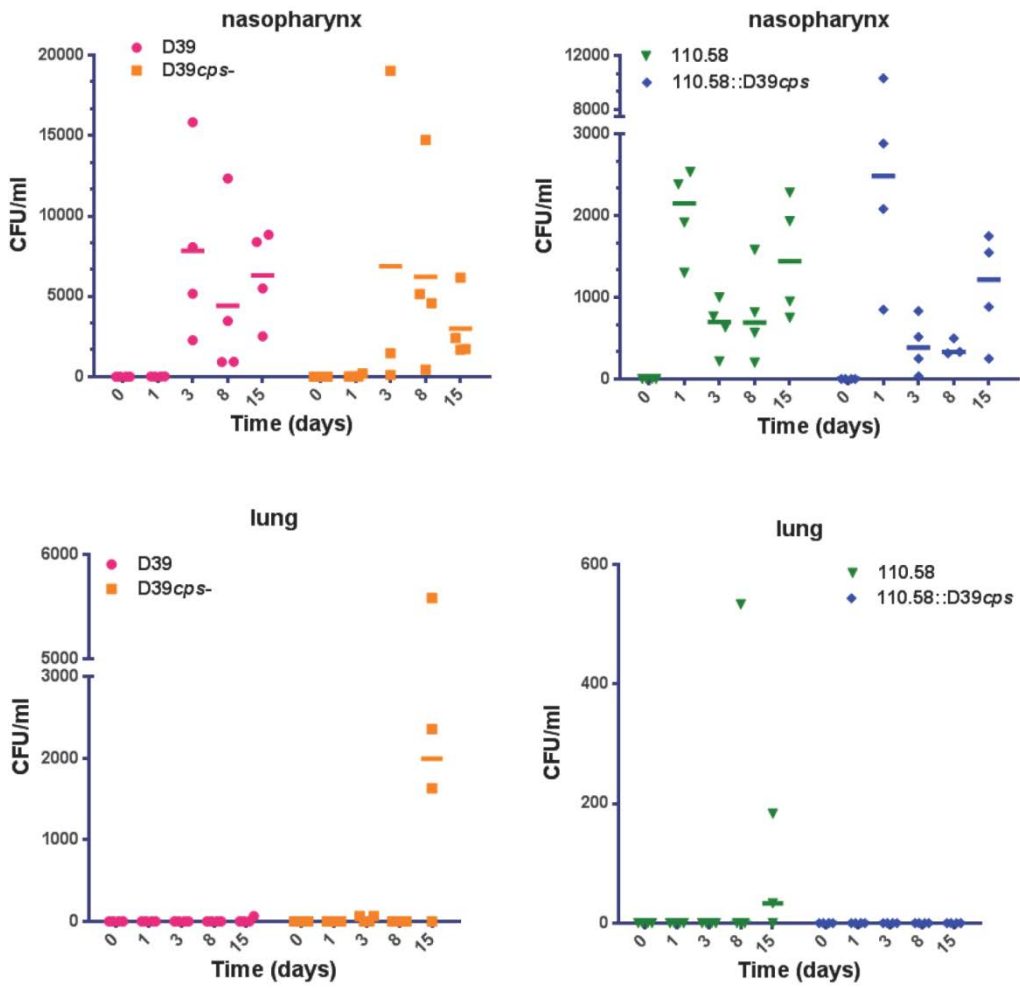 nasopharynx
D39
D39cps-
20000
15000
10000
5000
0
CFU/ml
0 1 3 8 15 0 1 3 8 15
Time (days)
nasopharynx
110.58
110.58::D39cps
12000
8000
3000
2000
1000
0
CFU/ml
0 1 3 8 15 0 1 3 8 15
Time (days)
lung
D39
D39cps-
6000
5000
3000
2000
1000
0
CFU/ml
0 1 3 8 15 0 1 3 8 15
Time (days)
lung
110.58
110.58::D39cps
600
400
200
0
CFU/ml
0 1 3 8 15 0 1 3 8 15
Time (days)